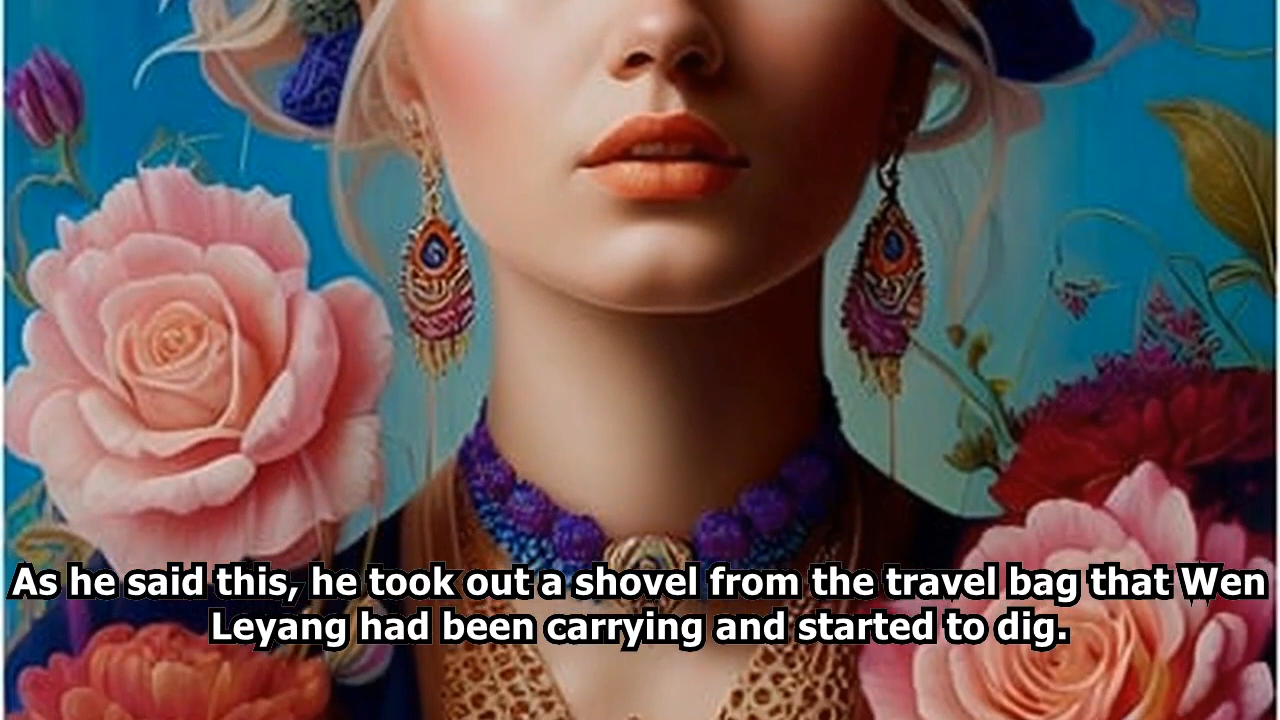 As he said this, he took out a shovel from the travel bag that Wen
Leyang had been carrying and started to dig.